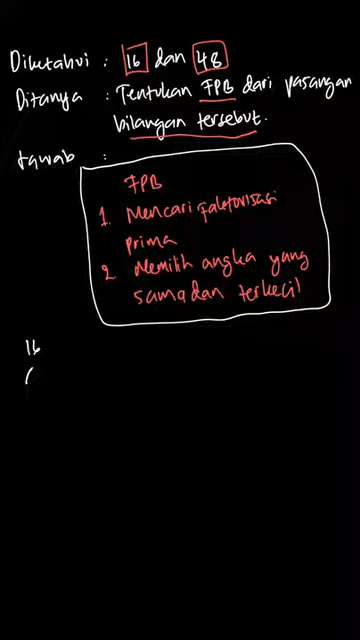 Diketahui : 16 dan 48
Ditanya : Tentukan FPB dari pasangan
bilangan tersebut.
Jawab :
FPB
1. Mencari faktorisasi
prima
2. Memilih angka yang
sama dan terkecil
16
(